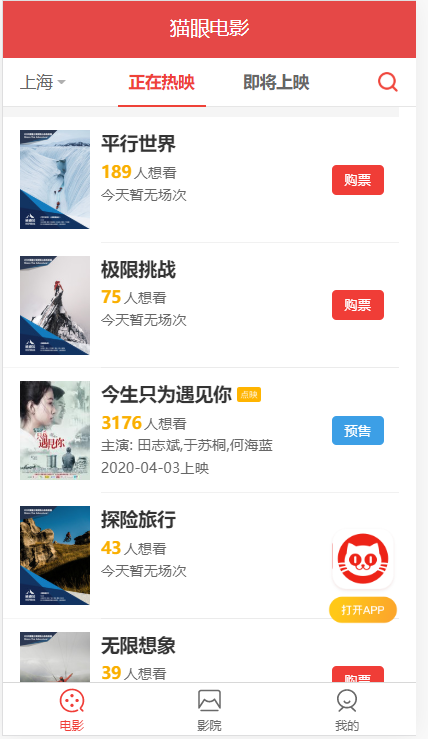 猫眼电影
上海 正在热映 即将上映
平行世界
189 人想看
今天暂无场次
购票
极限挑战
75 人想看
今天暂无场次
购票
今生只为遇见你 点映
3176 人想看
主演: 田志斌,于苏桐,何海蓝
2020-04-03上映
预售
探险旅行
43 人想看
今天暂无场次
打开APP
无限想象
39 人想看
购票
电影 影院 我的